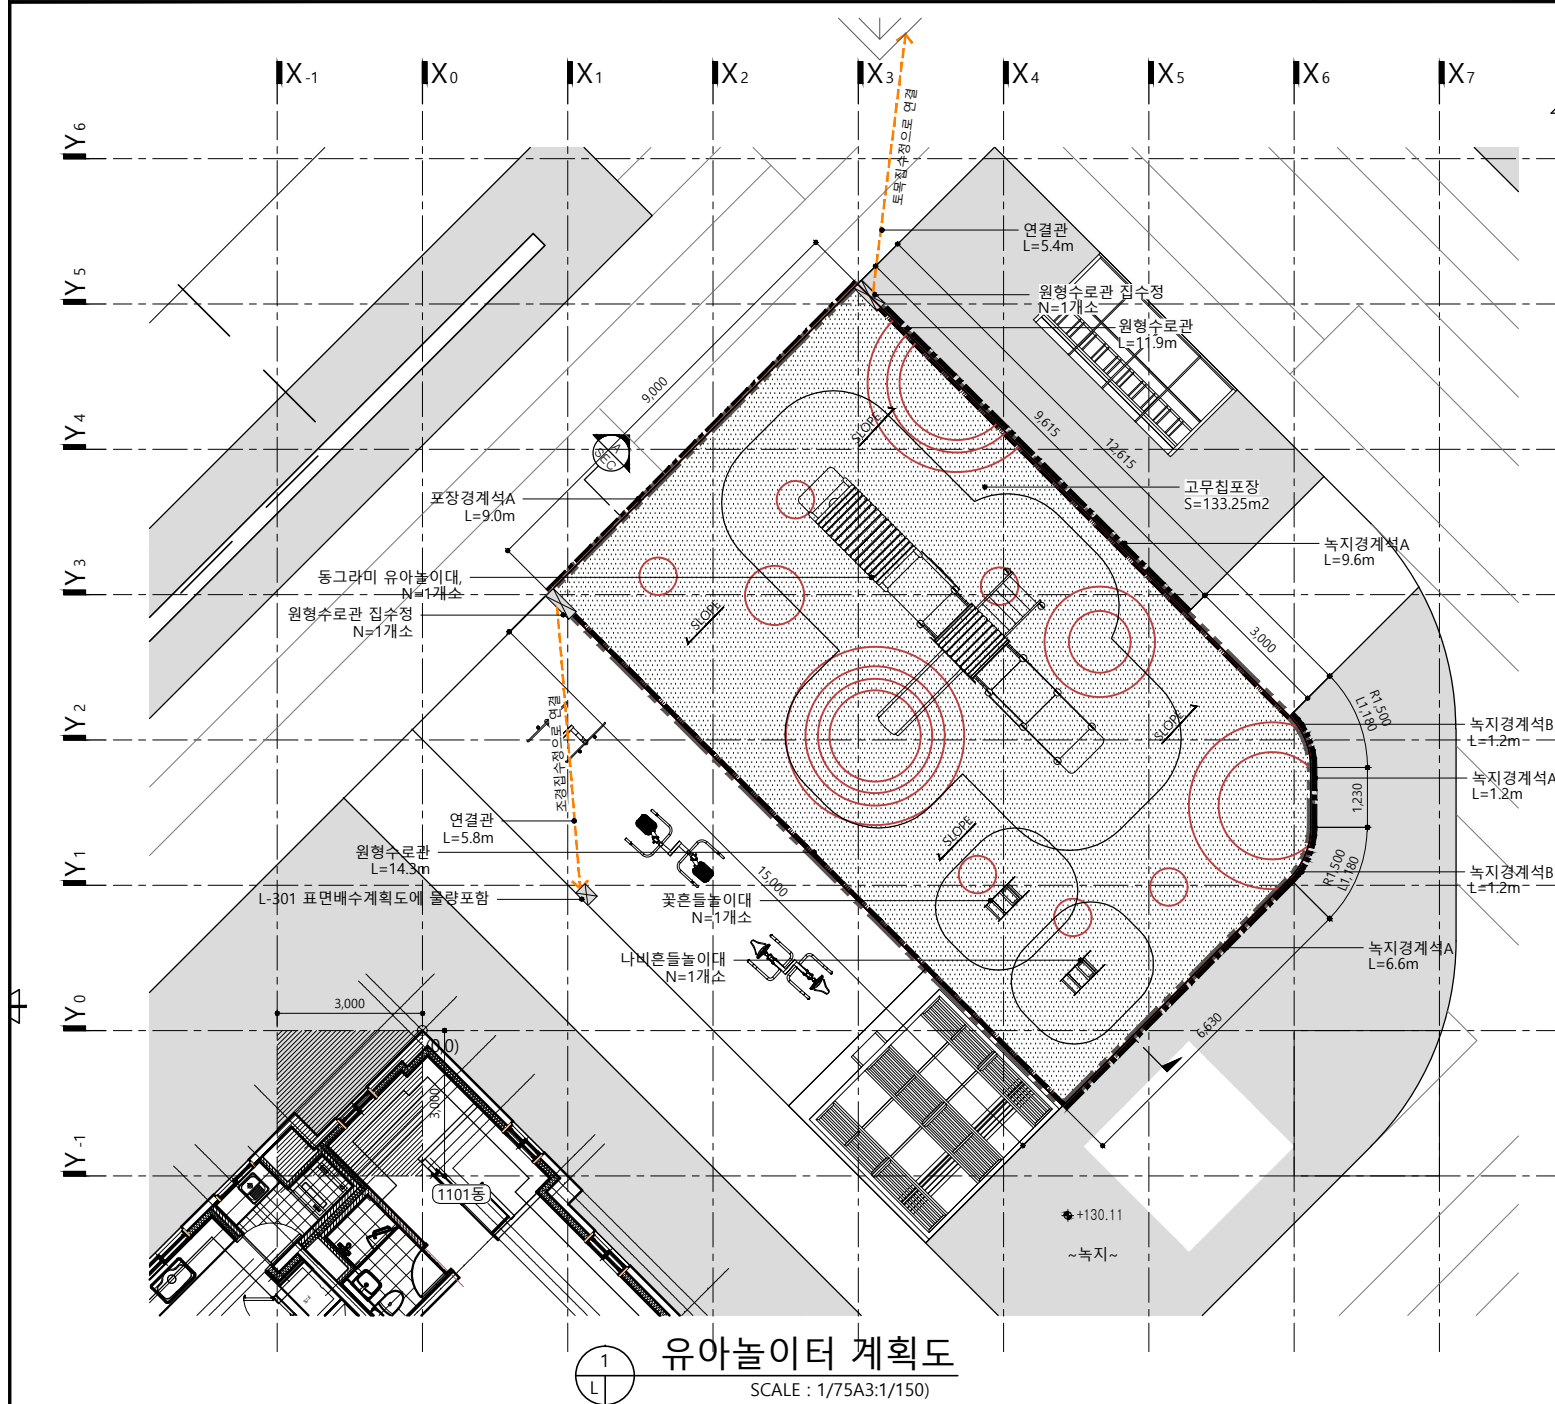 X-1
X0
X1
X2
X3
X4
X5
X6
X7
Y6
Y5
Y4
Y3
Y2
Y1
Y0
Y-1
토목집수정으로 연결
연결관
L=5.4m
원형수로관 집수정
N=1개소
원형수로관
L=11.9m
9,000
9,615
12,615
SLOPE
A
SEC
포장경계석A
L=9.0m
고무칩포장
S=133.25m2
녹지경계석A
L=9.6m
동그라미 유아놀이대,
N=1개소
원형수로관 집수정
N=1개소
SLOPE
3,000
R1,500
L1,180
녹지경계석B
L=1.2m
SLOPE
조경집수정으로 연결
녹지경계석A
L=1.2m
1,230
연결관
L=5.8m
원형수로관
L=14.3m
SLOPE
R1,500
L1,180
녹지경계석B
L=1.2m
L-301 표면배수계획도에 물량포함
15,000
꽃흔들놀이대
N=1개소
나비흔들놀이대
N=1개소
녹지경계석A
L=6.6m
3,000
(0,0)
6,630
3,000
1101동
+130.11
~녹지~
1
L
유아놀이터 계획도
SCALE : 1/75A3:1/150)